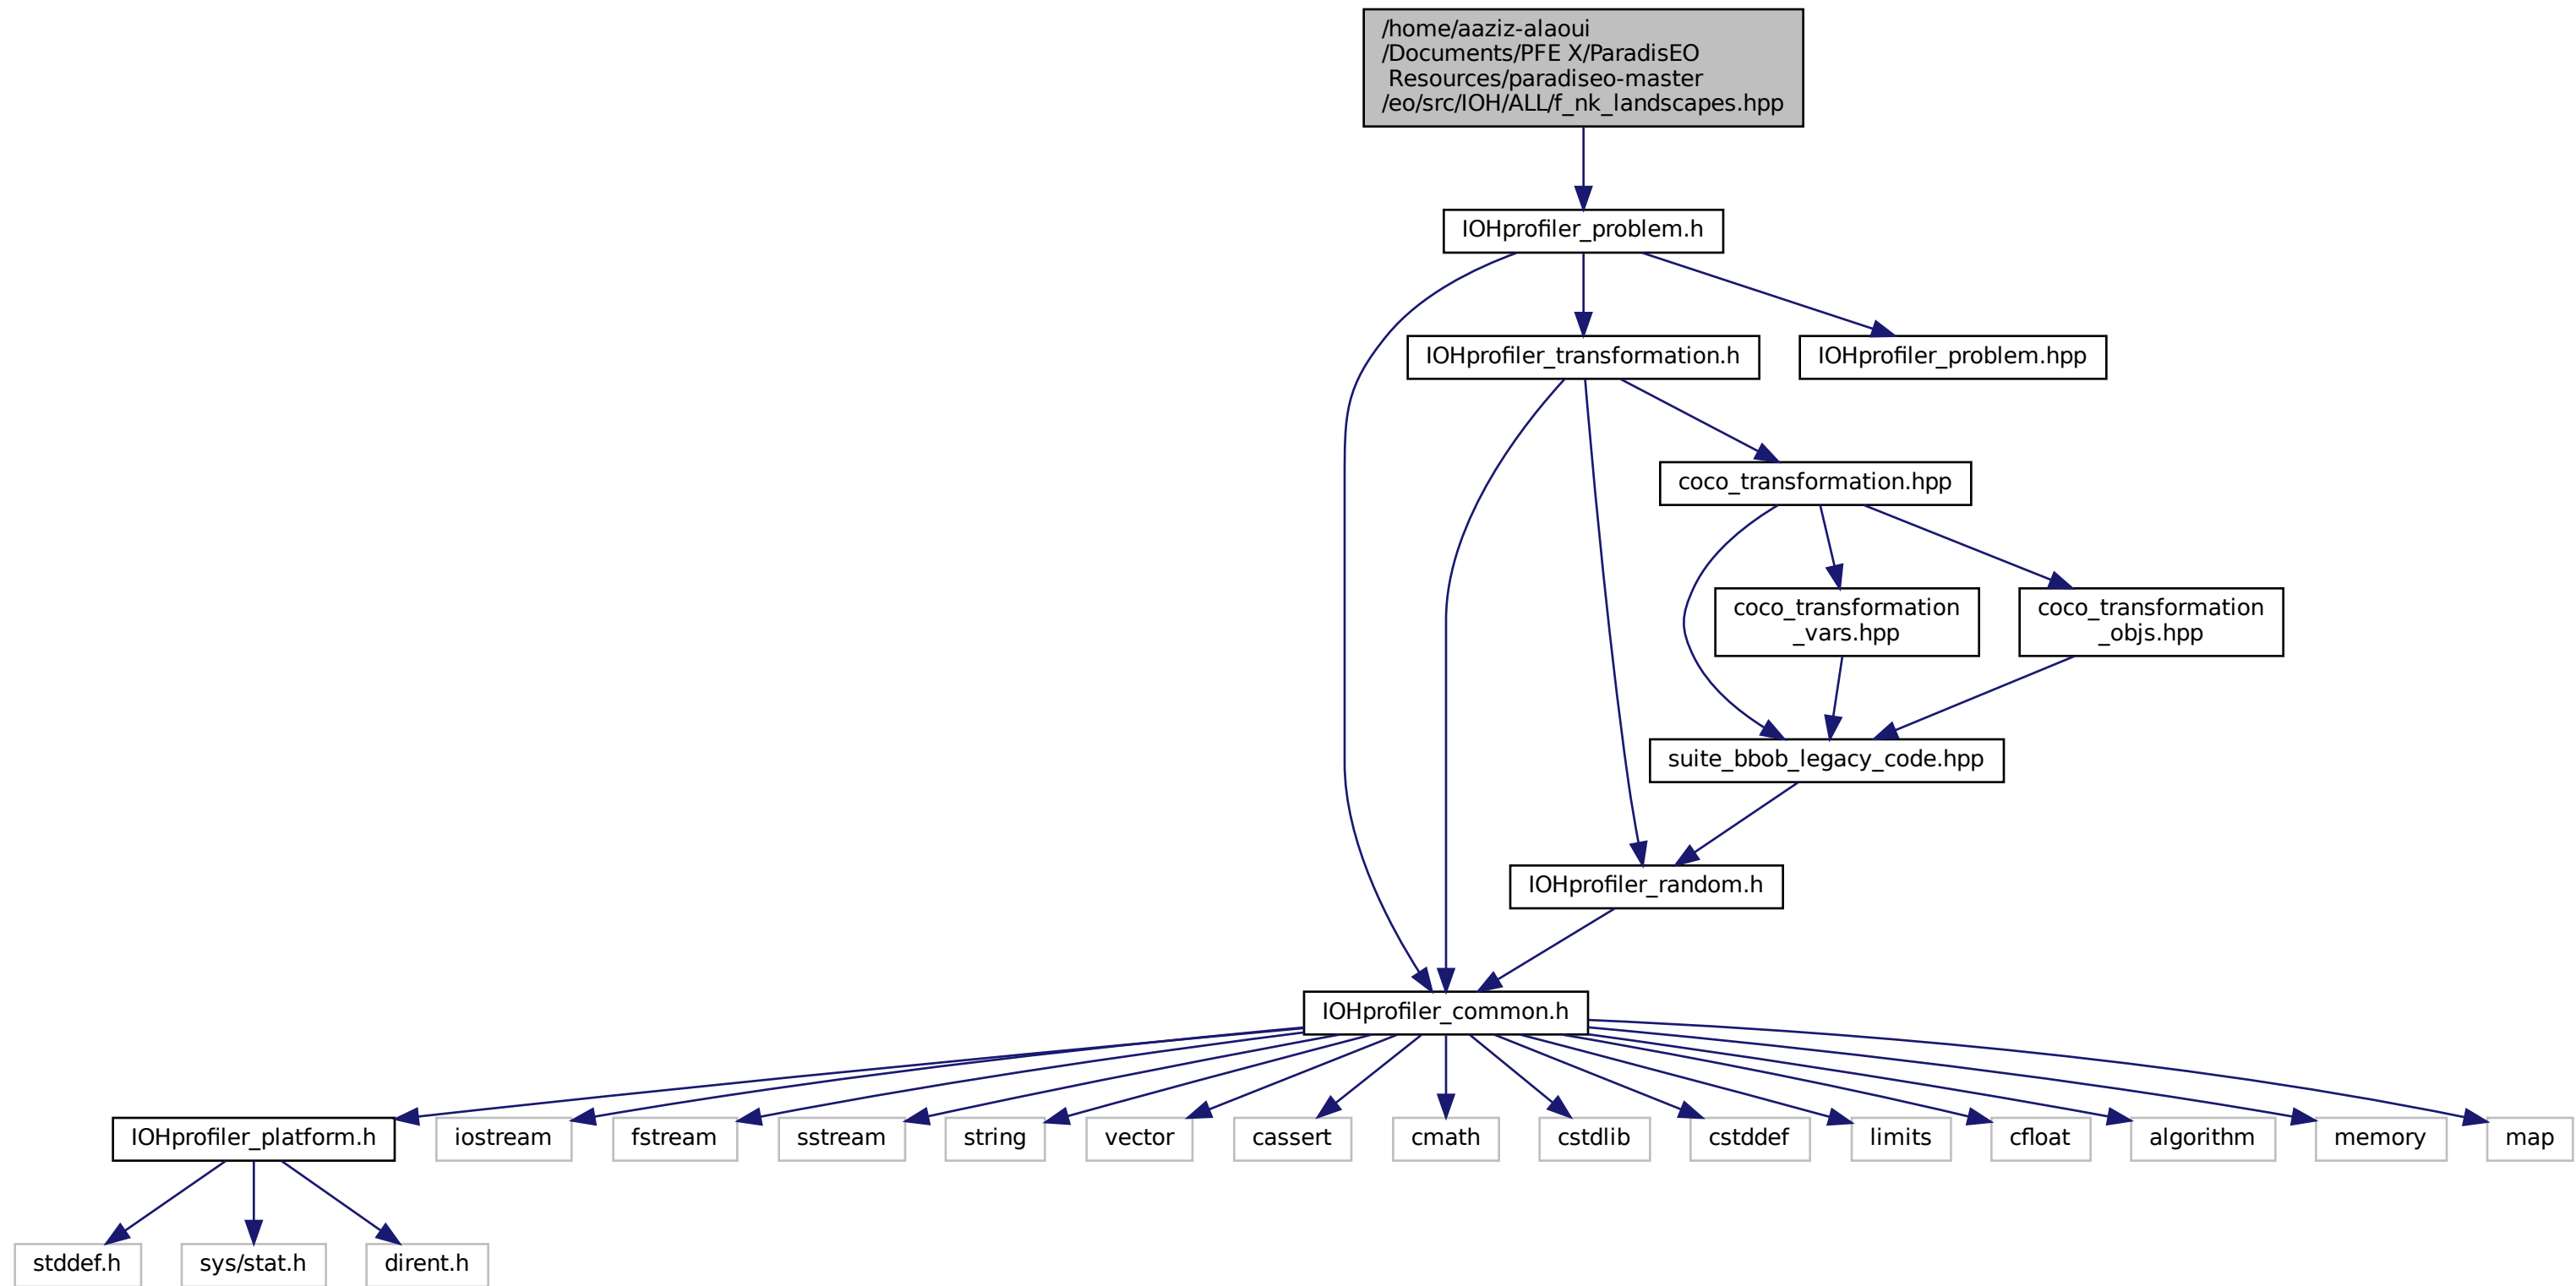 /home/aaziz-alaoui
/Documents/PFE X/ParadisEO
Resources/paradiseo-master
/eo/src/IOH/ALL/f_nk_landscapes.hpp
IOHprofiler_problem.h
IOHprofiler_transformation.h
IOHprofiler_problem.hpp
coco_transformation.hpp
coco_transformation
_vars.hpp
coco_transformation
_objs.hpp
suite_bbob_legacy_code.hpp
IOHprofiler_random.h
IOHprofiler_common.h
IOHprofiler_platform.h
iostream
fstream
sstream
string
vector
cassert
cmath
cstdlib
cstddef
limits
cfloat
algorithm
memory
map
stddef.h
sys/stat.h
dirent.h